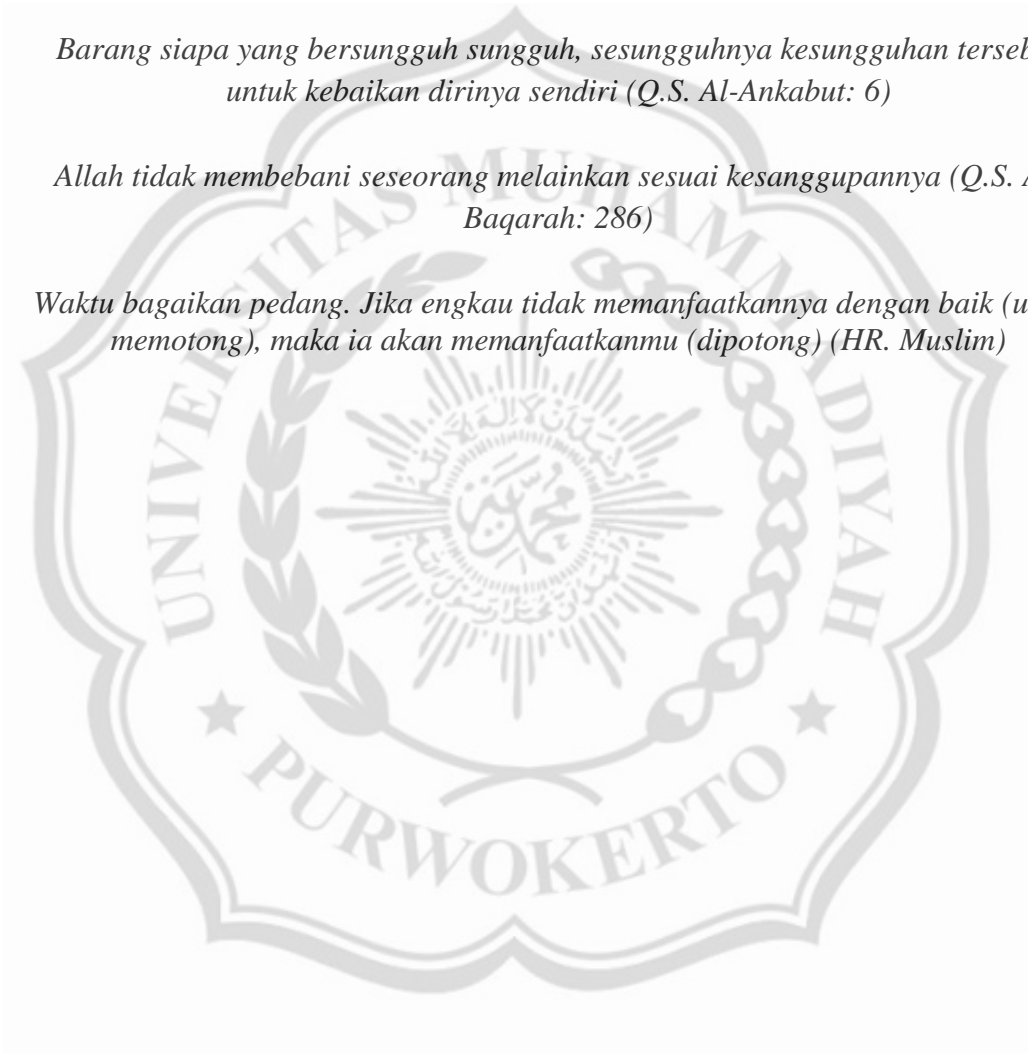 Barang siapa yang bersungguh sungguh, sesungguhnya kesungguhan terseb
untuk kebaikan dirinya sendiri (Q.S. Al-Ankabut: 6)
Allah tidak membebani seseorang melainkan sesuai kesanggupannya (Q.S. A
Baqarah: 286)
Waktu bagaikan pedang. Jika engkau tidak memanfaatkannya dengan baik (u
memotong), maka ia akan memanfaatkanmu (dipotong) (HR. Muslim)
UNIVERSITAS MUHAMMADIYAH
PURWOKERTO